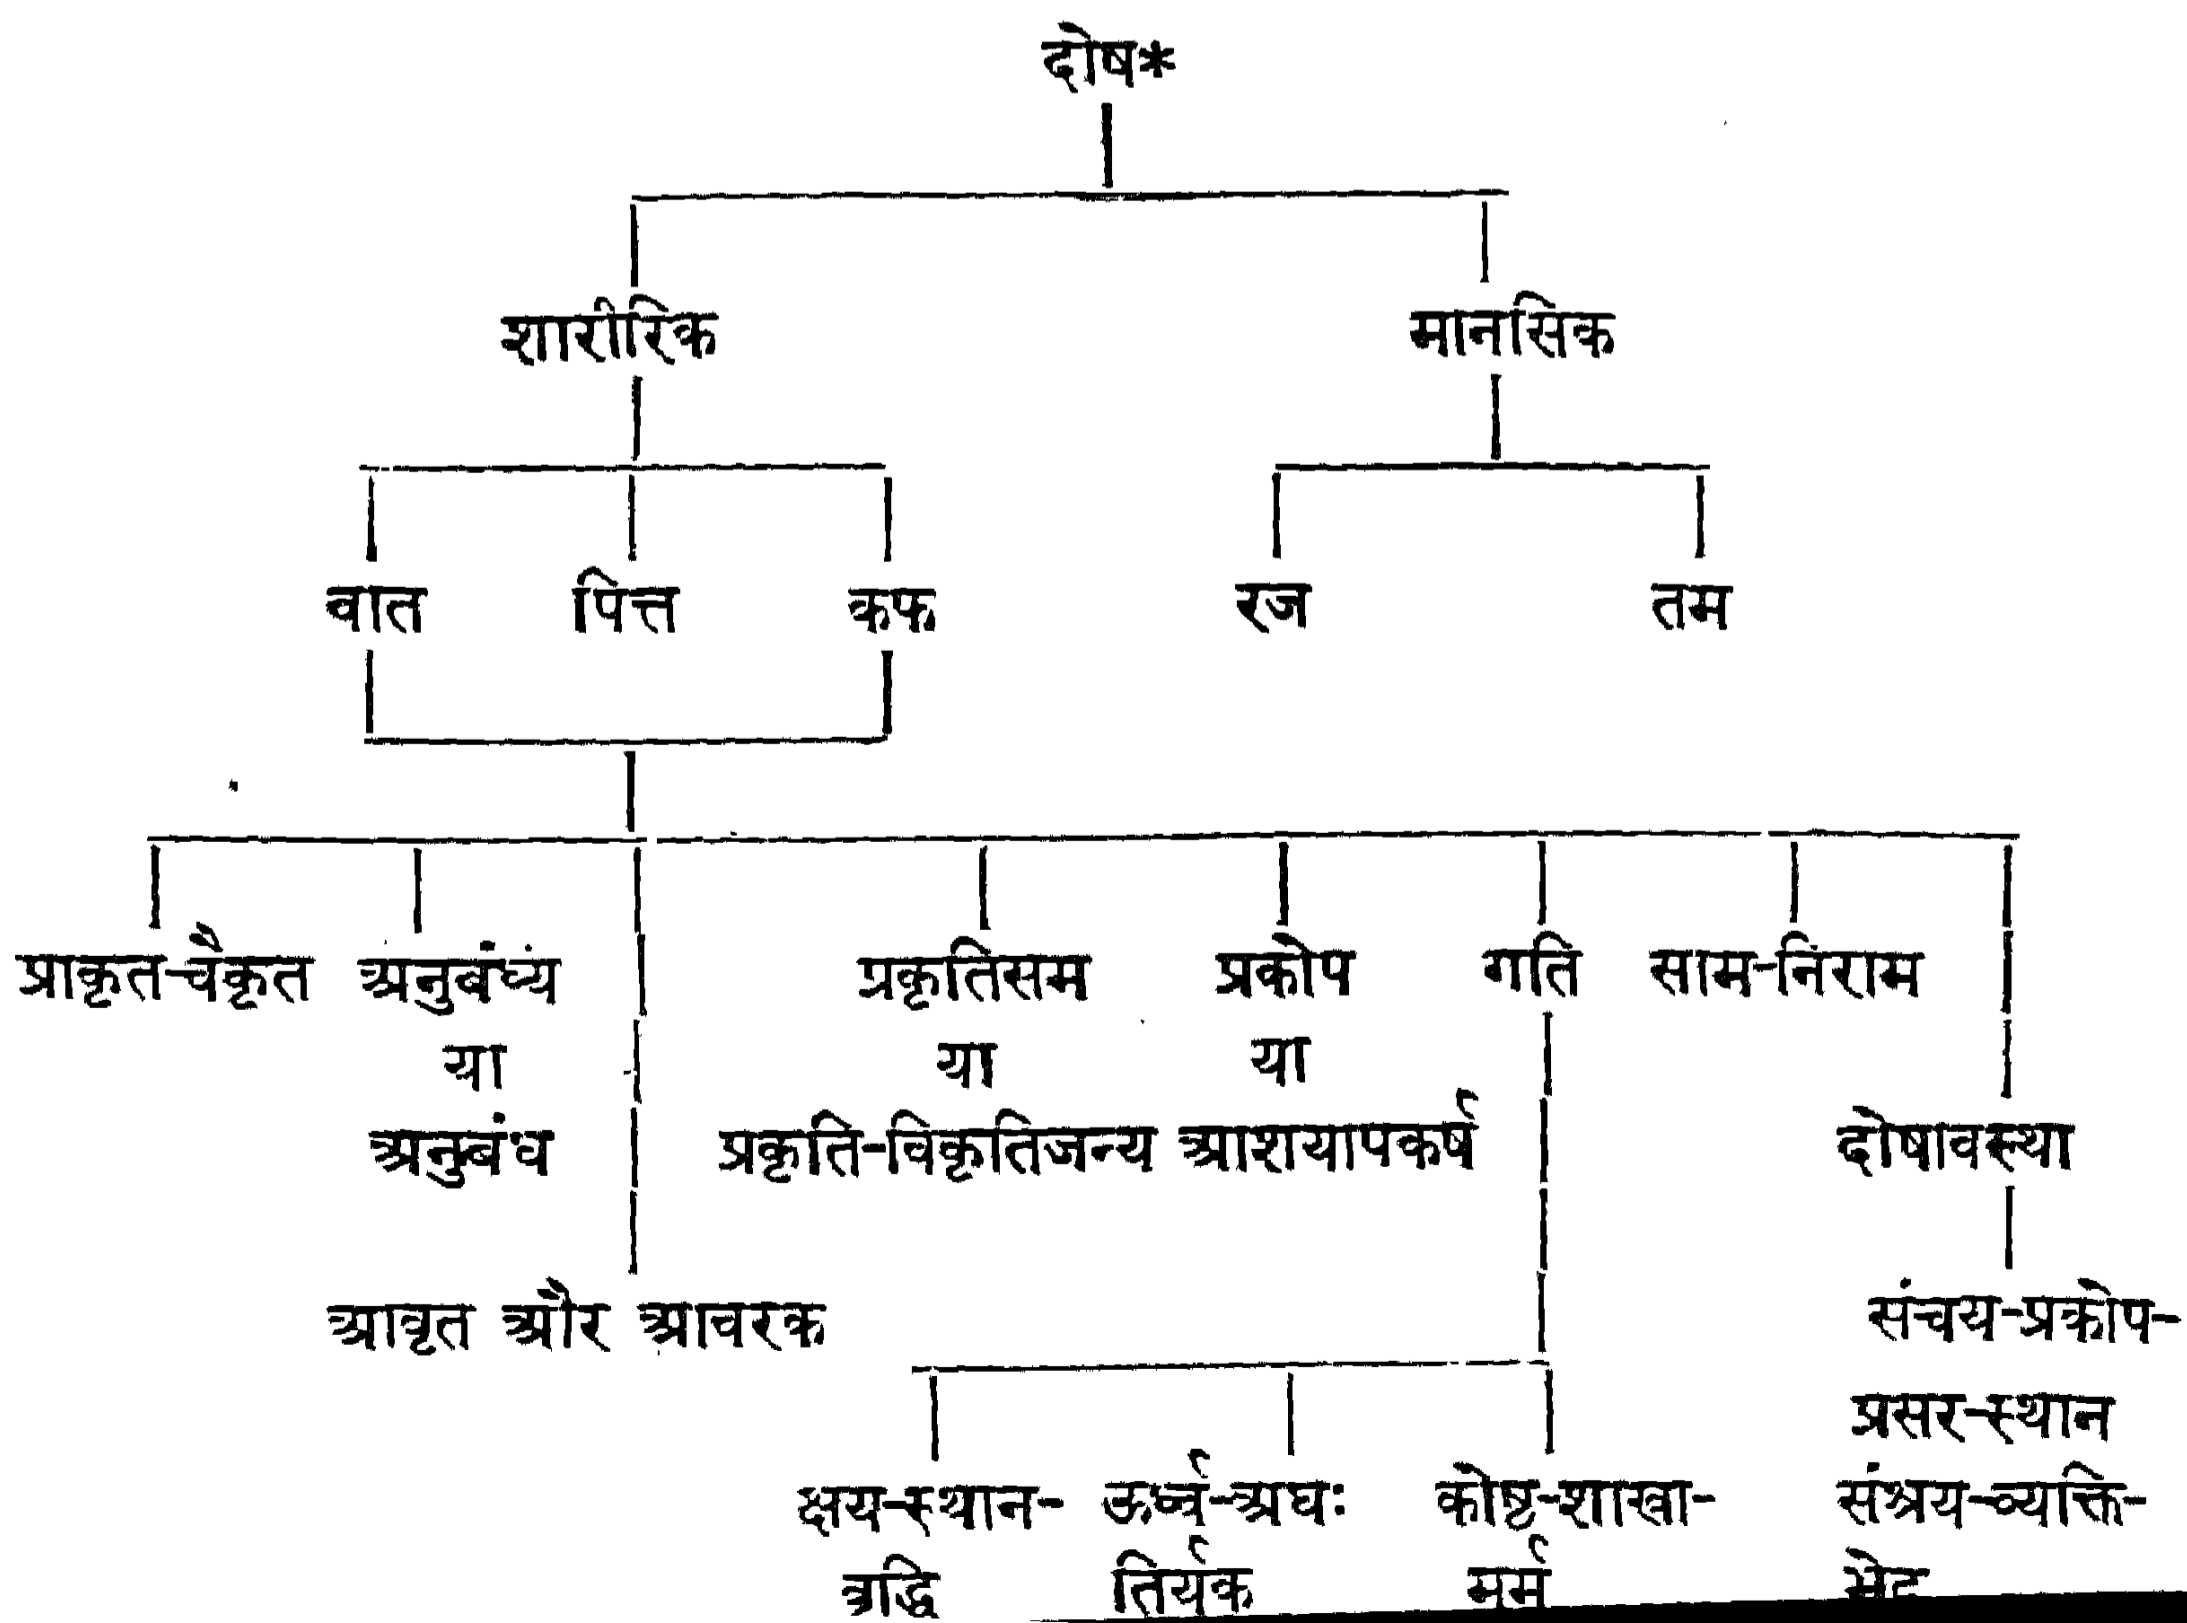 दोष*
शारीरिक मानसिक
वात पित्त कफ रज तम
प्राकृत-वैकृत अनुबंध्य प्रकृतिसम प्रकोप गति साम-निराम
या या या
अनुबंध प्रकृति-विकृतिजन्य आशयापकर्ष दोषावस्था
आवृत और आवरक संचय-प्रकोप-
प्रसर-स्थान
क्षय-स्थान- ऊर्ध्व-अधः कोष्ट-शाखा- संश्रय-व्यक्ति-
वृद्धि तिर्यक मर्म भेद